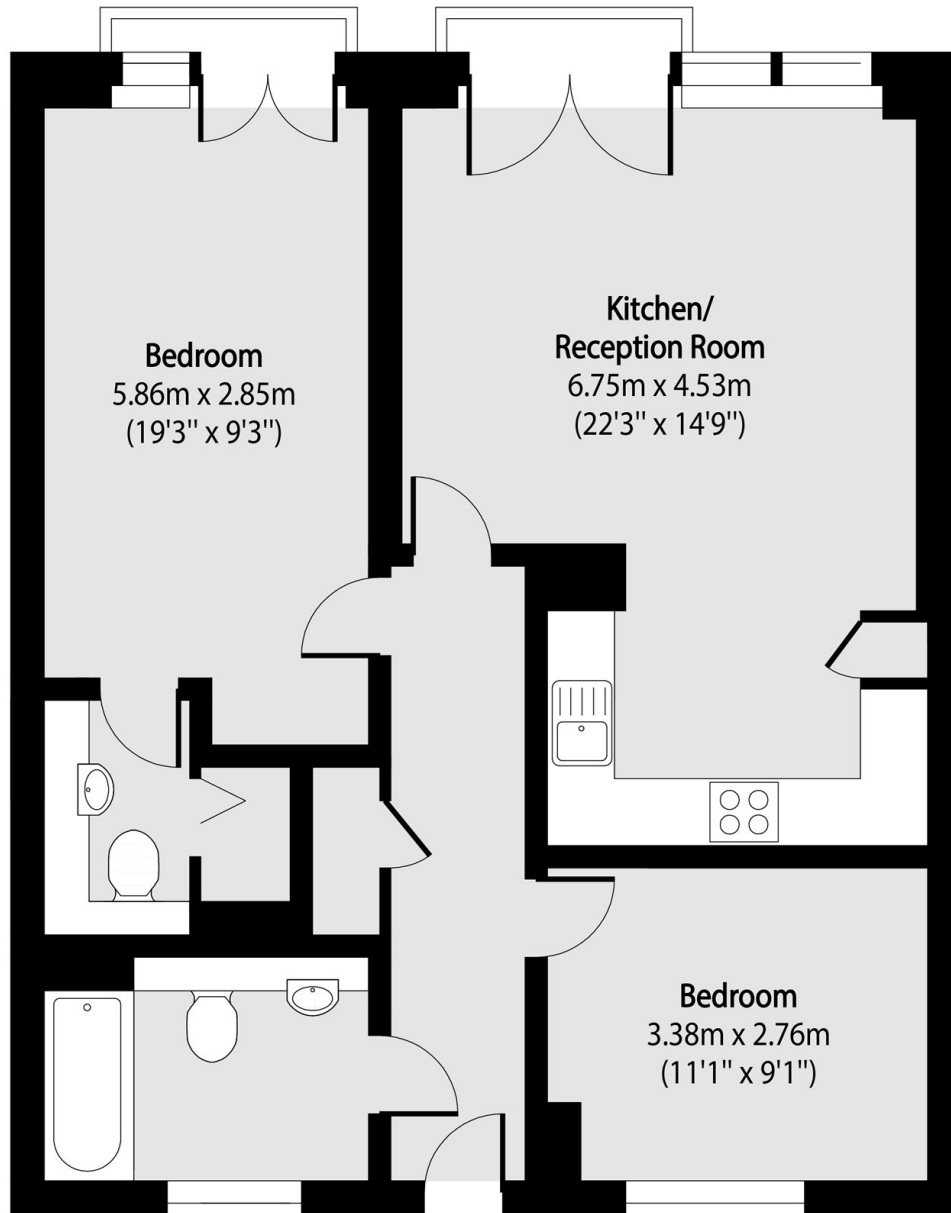 Bedroom
5.86m x 2.85m
(19'3" x 9'3")
Kitchen/
Reception Room
6.75m x 4.53m
(22'3" x 14'9")
Bedroom
3.38m x 2.76m
(11'1" x 9'1")